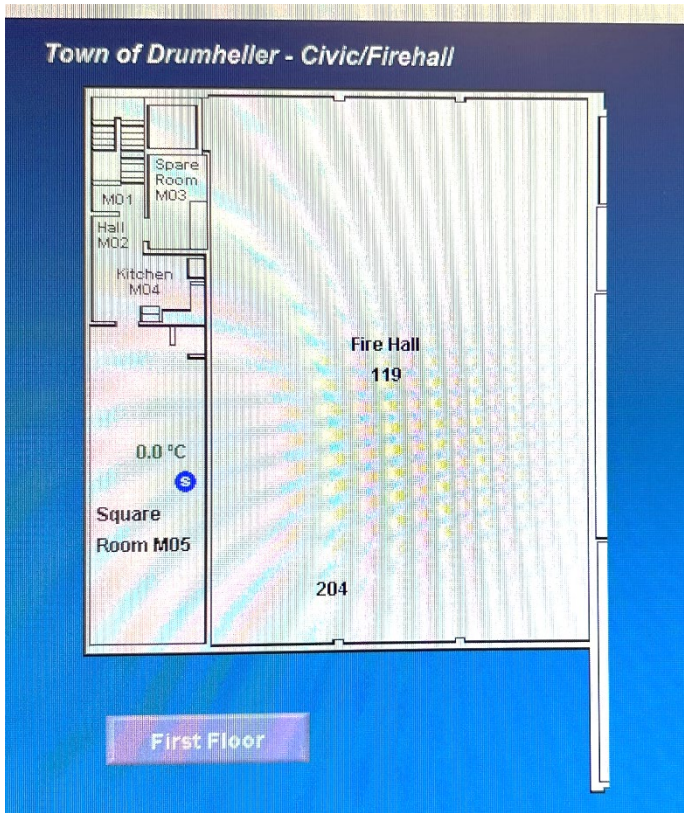 Town of Drumheller - Civic/Firehall
Spare
Room
M03
M01
Hall
M02
Kitchen
M04
Fire Hall
119
0.0 °C
S
Square
Room M05
204
First Floor